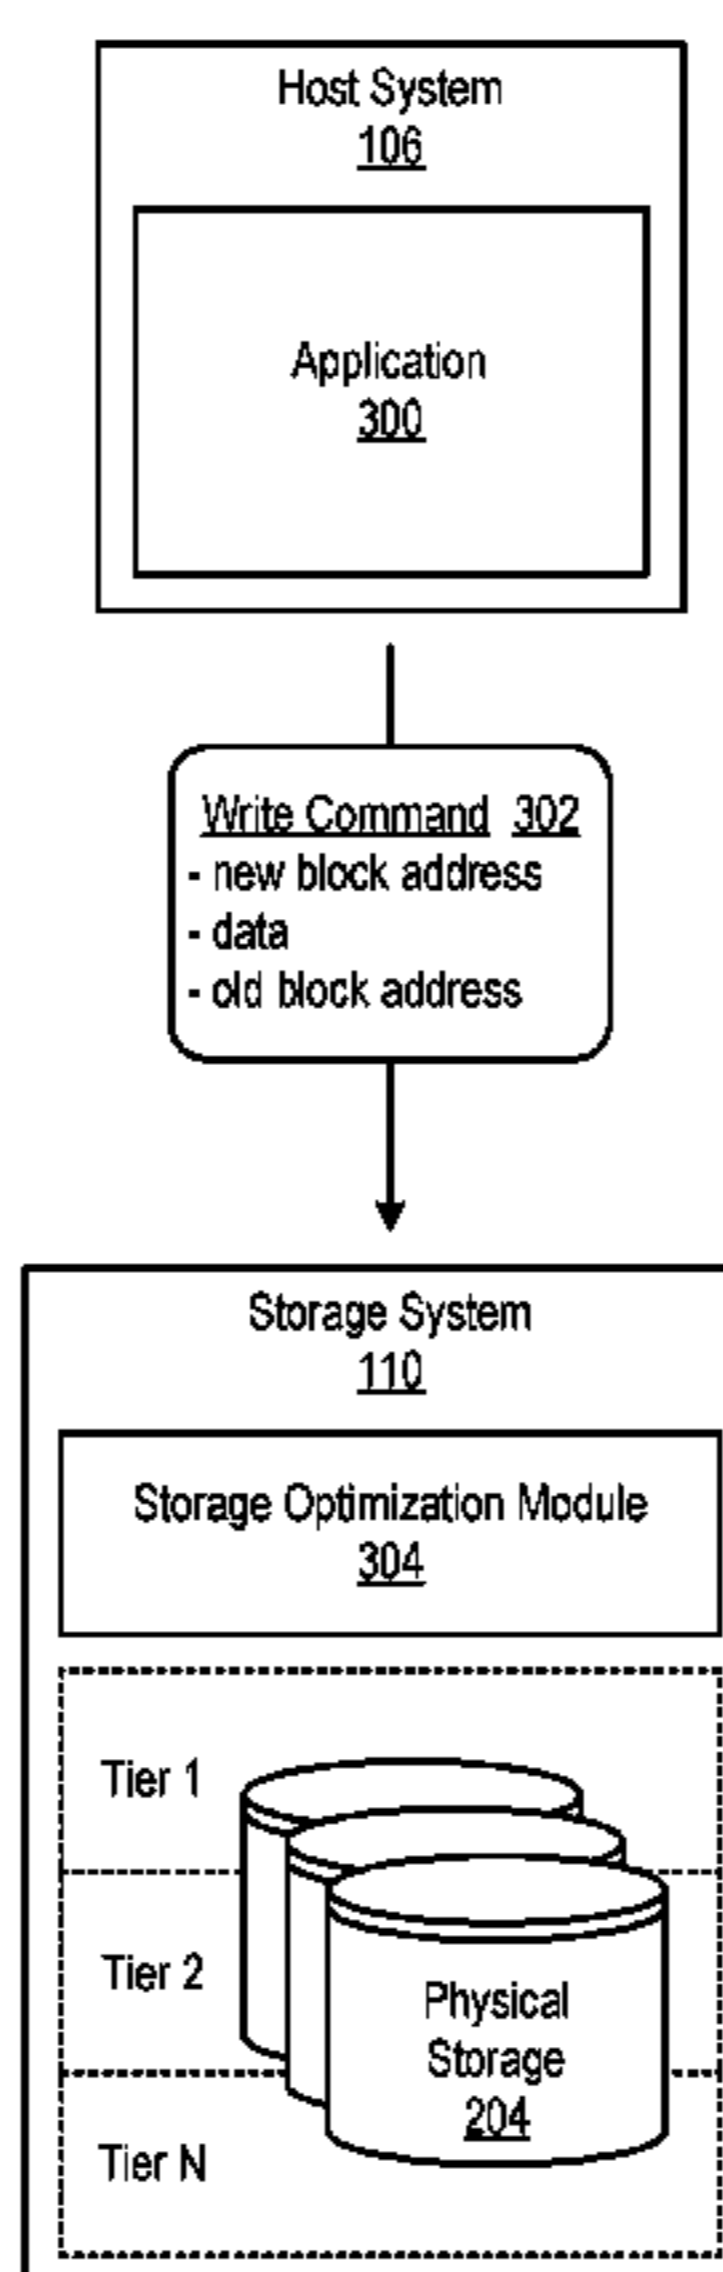 Host System
106
Application
300
Write Command 302
- new block address
- data
- old block address
Storage System
110
Storage Optimization Module
304
Tier 1
Tier 2
Physical
Storage
204
Tier N